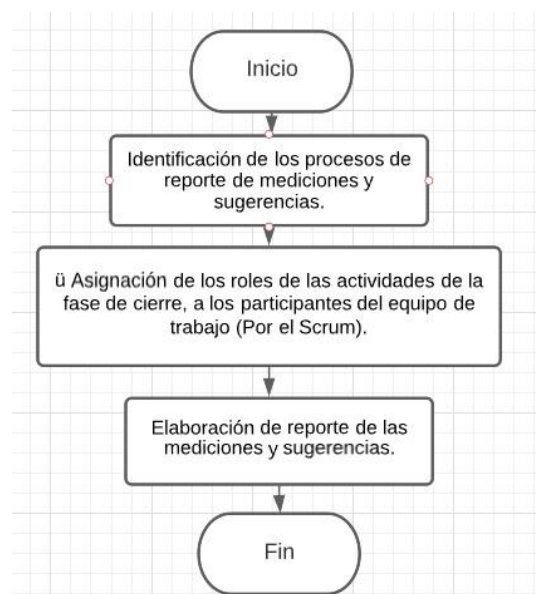 Inicio
Identificación de los procesos de
reporte de mediciones y
sugerencias.
ü Asignación de los roles de las actividades de la
fase de cierre, a los participantes del equipo de
trabajo (Por el Scrum).
Elaboración de reporte de las
mediciones y sugerencias.
Fin